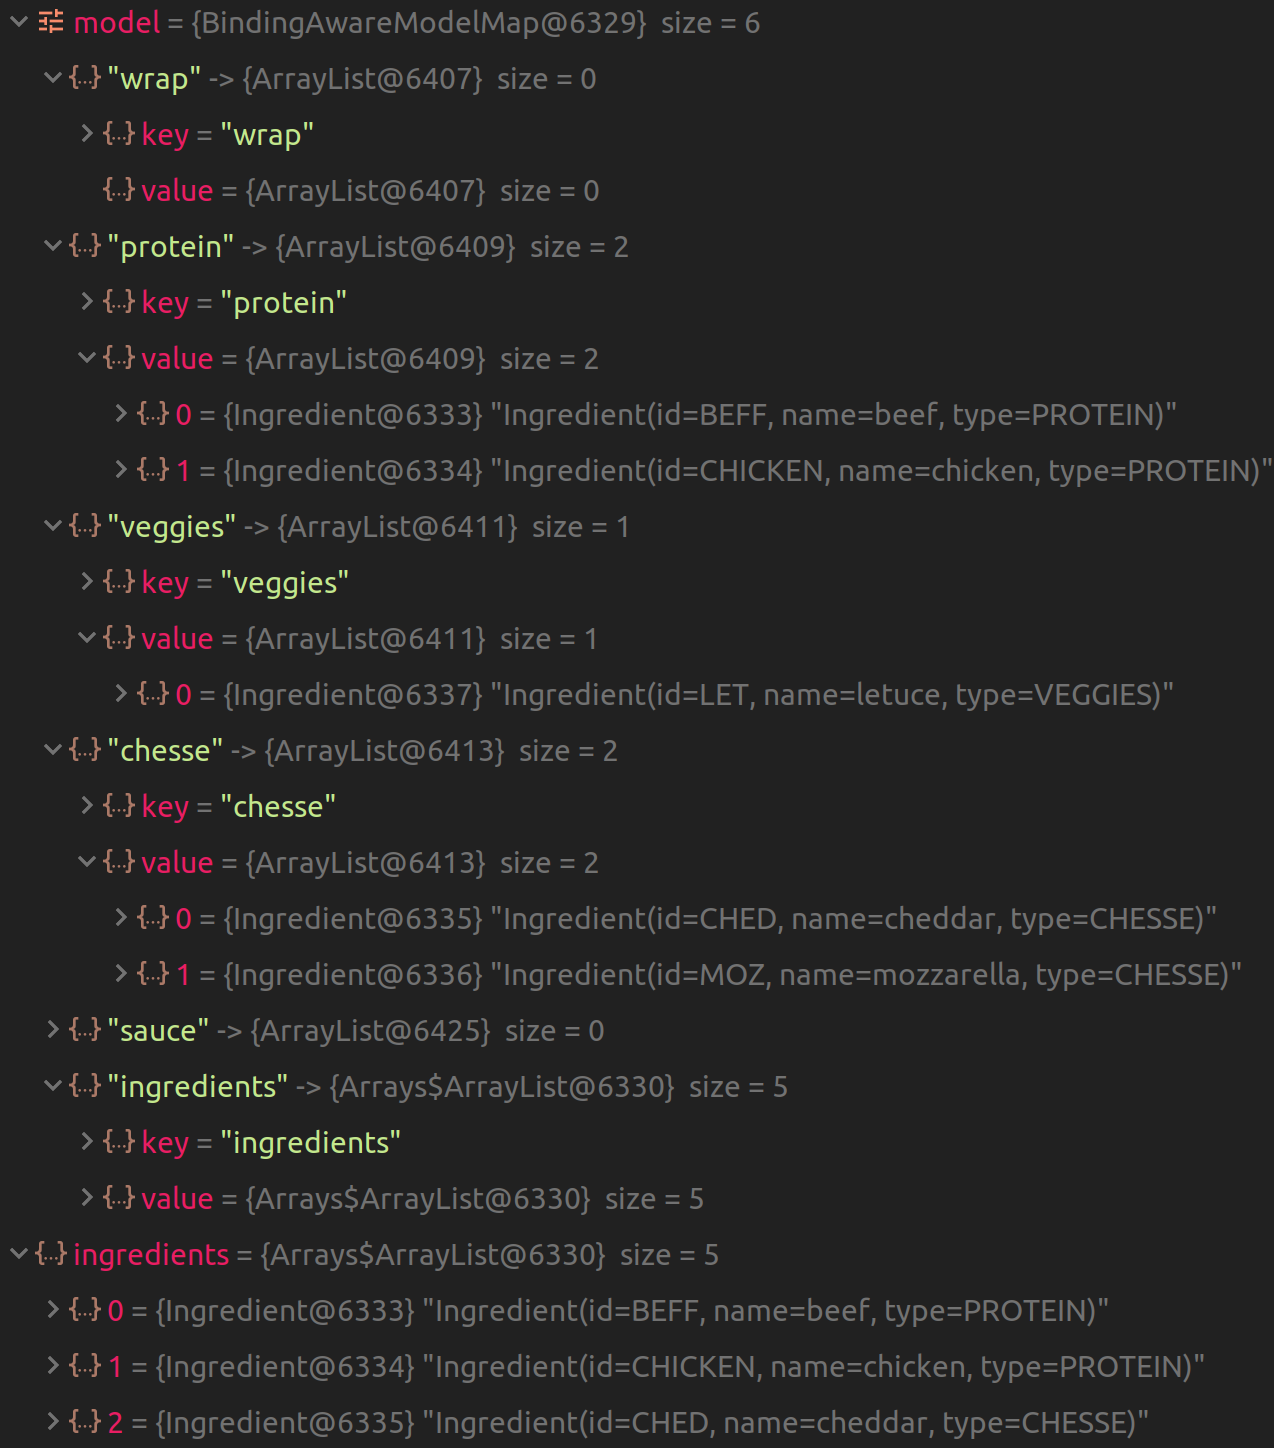 model = {BindingAwareModelMap@6329} size = 6
{...} "wrap" -> {ArrayList@6407} size = 0
{...} key = "wrap"
{...} value = {ArrayList@6407} size = 0
{...} "protein" -> {ArrayList@6409} size = 2
{...} key = "protein"
{...} value = {ArrayList@6409} size = 2
{...} 0 = {Ingredient@6333} "Ingredient(id=BEFF, name=beef, type=PROTEIN)"
{...} 1 = {Ingredient@6334} "Ingredient(id=CHICKEN, name=chicken, type=PROTEIN)"
{...} "veggies" -> {ArrayList@6411} size = 1
{...} key = "veggies"
{...} value = {ArrayList@6411} size = 1
{...} 0 = {Ingredient@6337} "Ingredient(id=LET, name=letuce, type=VEGGIES)"
{...} "chesse" -> {ArrayList@6413} size = 2
{...} key = "chesse"
{...} value = {ArrayList@6413} size = 2
{...} 0 = {Ingredient@6335} "Ingredient(id=CHED, name=cheddar, type=CHESSE)"
{...} 1 = {Ingredient@6336} "Ingredient(id=MOZ, name=mozzarella, type=CHESSE)"
{...} "sauce" -> {ArrayList@6425} size = 0
{...} "ingredients" -> {Arrays$ArrayList@6330} size = 5
{...} key = "ingredients"
{...} value = {Arrays$ArrayList@6330} size = 5
{...} ingredients = {Arrays$ArrayList@6330} size = 5
{...} 0 = {Ingredient@6333} "Ingredient(id=BEFF, name=beef, type=PROTEIN)"
{...} 1 = {Ingredient@6334} "Ingredient(id=CHICKEN, name=chicken, type=PROTEIN)"
{...} 2 = {Ingredient@6335} "Ingredient(id=CHED, name=cheddar, type=CHESSE)"